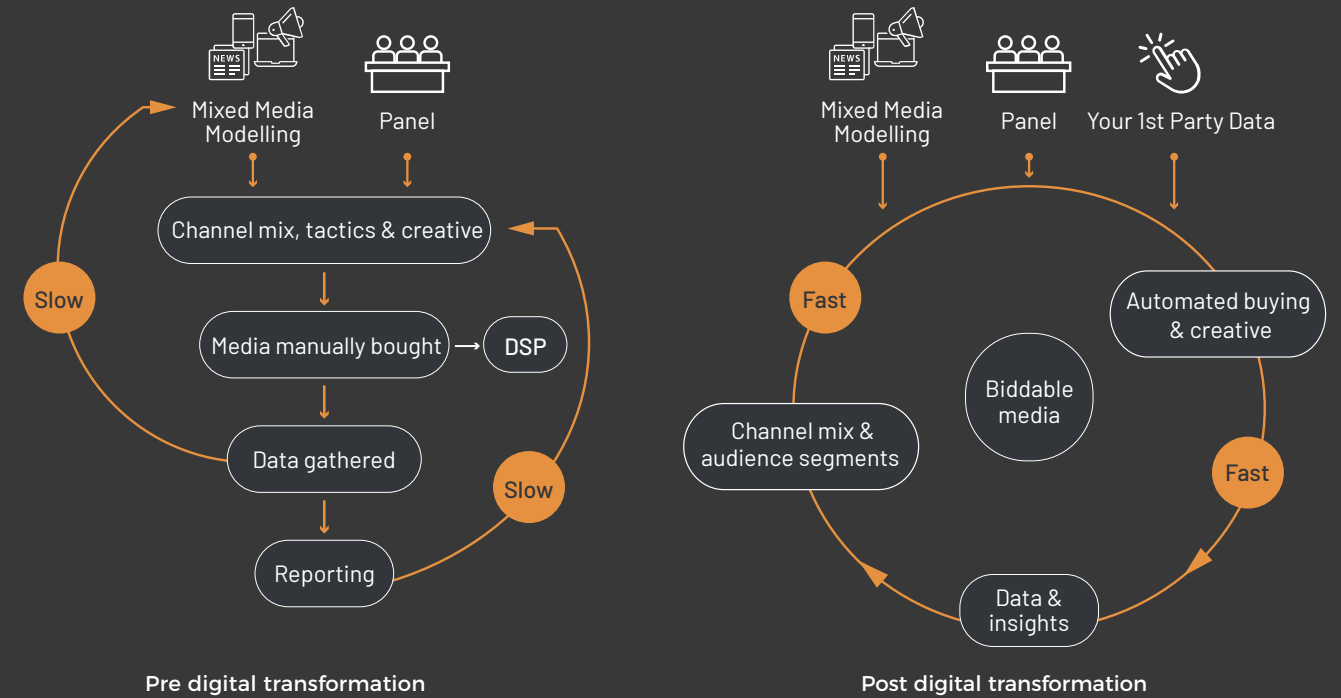 NEWS
Mixed Media
Modelling
Panel
Channel mix, tactics & creative
Slow
Media manually bought
DSP
Data gathered
Slow
Reporting
Pre digital transformation
NEWS
Mixed Media
Modelling
Panel
Your 1st Party Data
Fast
Automated buying
& creative
Biddable
media
Channel mix &
audience segments
Fast
Data &
insights
Post digital transformation